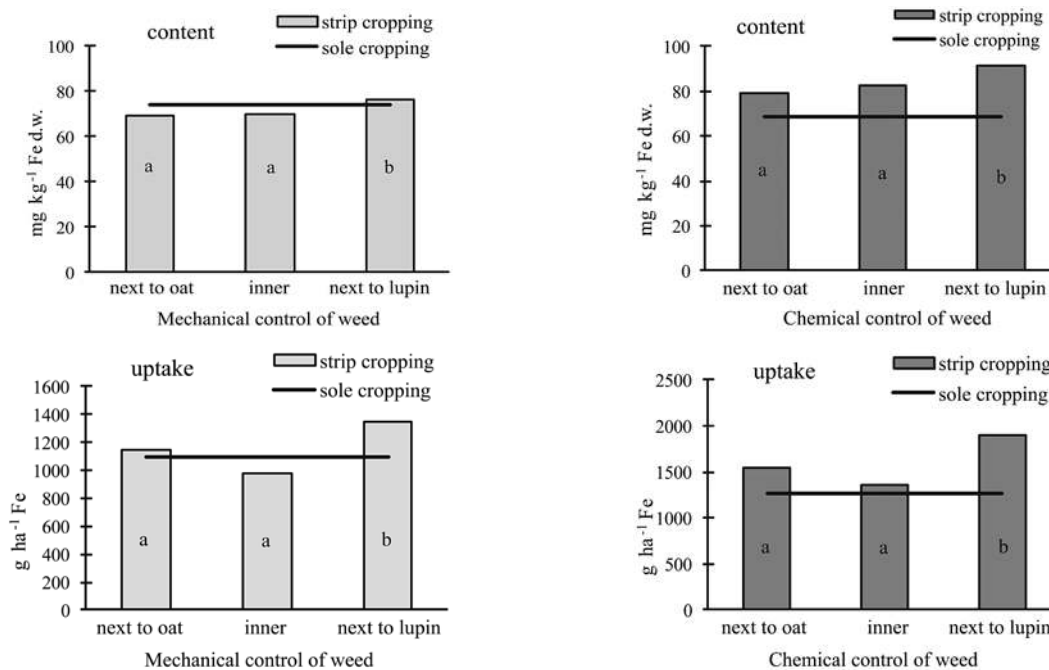 content
strip cropping
sole cropping
100
80
60
40
20
0
mg kg⁻¹ Fe d.w.
a
a
b
next to oat inner next to lupin
Mechanical control of weed
content
strip cropping
sole cropping
100
80
60
40
20
0
mg kg⁻¹ Fe d.w.
a
a
b
next to oat inner next to lupin
Chemical control of weed
uptake
strip cropping
sole cropping
1600
1400
1200
1000
800
600
400
200
0
g ha⁻¹ Fe
a
a
b
next to oat inner next to lupin
Mechanical control of weed
uptake
strip cropping
sole cropping
2500
2000
1500
1000
500
0
g ha⁻¹ Fe
a
a
b
next to oat inner next to lupin
Chemical control of weed